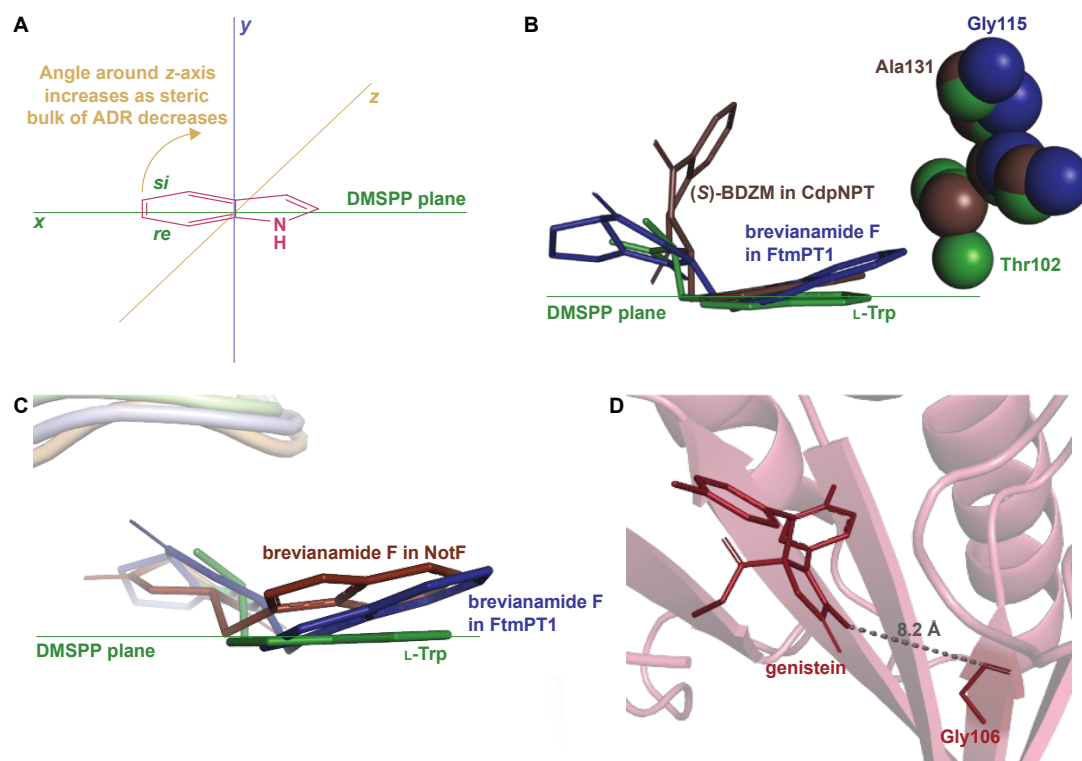 A
y
Angle around z-axis
increases as steric
bulk of ADR decreases
z
si
DMSPP plane
x
re
N
H
B
Gly115
Ala131
(S)-BDZM in CdpNPT
brevianamide F
in FtmPT1
Thr102
DMSPP plane
L-Trp
C
brevianamide F in NotF
brevianamide F
in FtmPT1
DMSPP plane
L-Trp
D
8.2 Å
genistein
Gly106